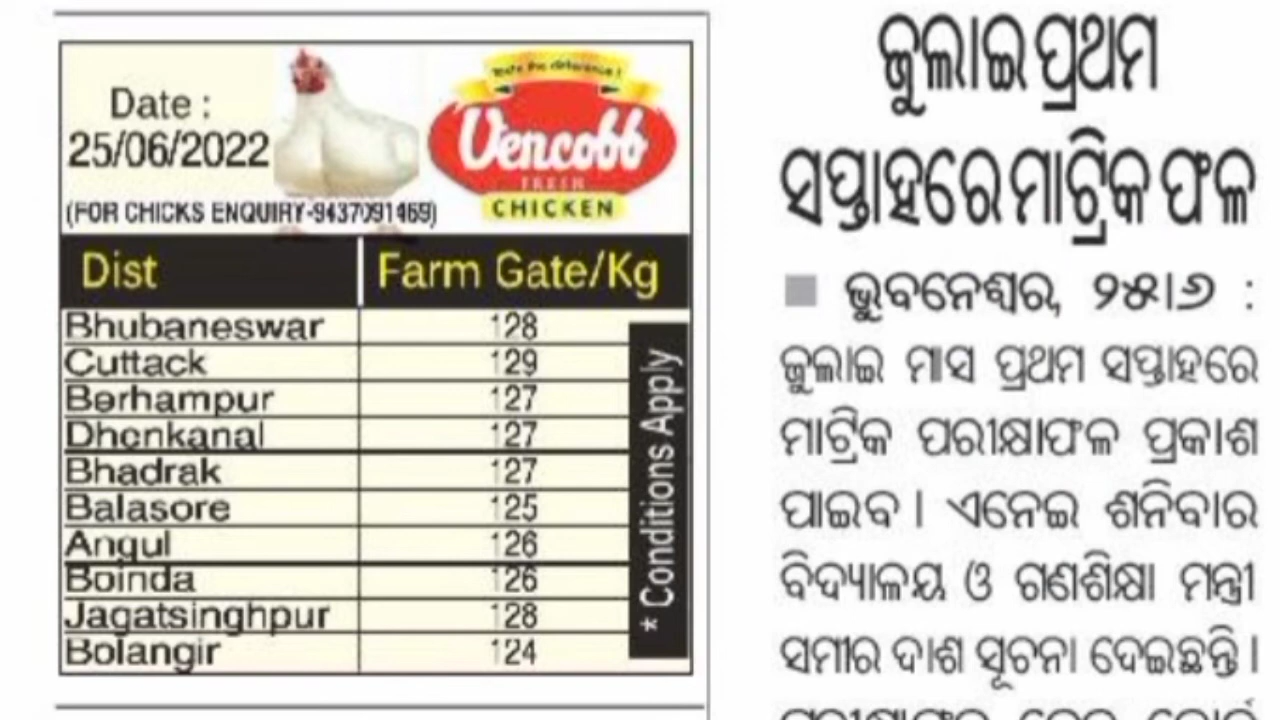 Date :
25/06/2022
Taste the difference !
Vencobb
FRESH
CHICKEN
(FOR CHICKS ENQUIRY-9437091469)
Dist Farm Gate/Kg
Bhubaneswar 128
Cuttack 129
Berhampur 127
Dhenkanal 127
Bhadrak 127
Balasore 125
Angul 126
Boinda 126
Jagatsinghpur 128
Bolangir 124
* Conditions Apply
ଜୁଲାଇ ପ୍ରଥମ
ସପ୍ତାହରେ ମାଟ୍ରିକ ଫଳ
ଭୁବନେଶ୍ୱର, ୨୫।୬ :
ଜୁଲାଇ ମାସ ପ୍ରଥମ ସପ୍ତାହରେ
ମାଟ୍ରିକ ପରୀକ୍ଷାଫଳ ପ୍ରକାଶ
ପାଇବ । ଏନେଇ ଶନିବାର
ବିଦ୍ୟାଳୟ ଓ ଗଣଶିକ୍ଷା ମନ୍ତ୍ରୀ
ସମୀର ଦାଶ ସୂଚନା ଦେଇଛନ୍ତି ।